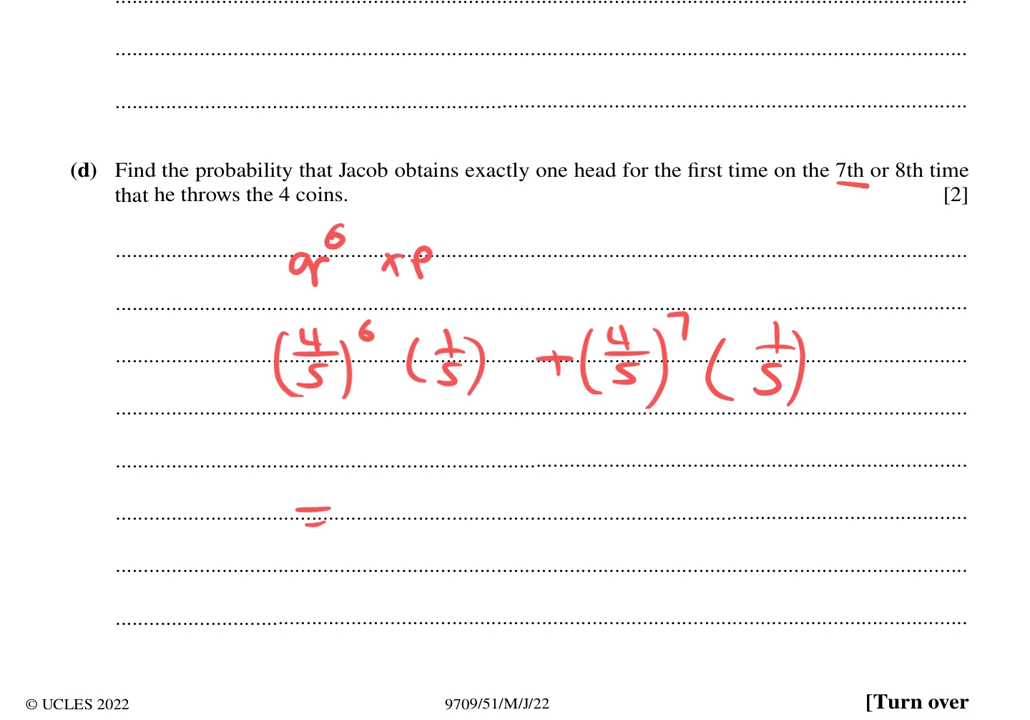 (d) Find the probability that Jacob obtains exactly one head for the first time on the 7th or 8th time
that he throws the 4 coins. [2]
q^6 × p
(4/5)^6 (1/5) + (4/5)^7 (1/5)
=
© UCLES 2022 9709/51/M/J/22 [Turn over